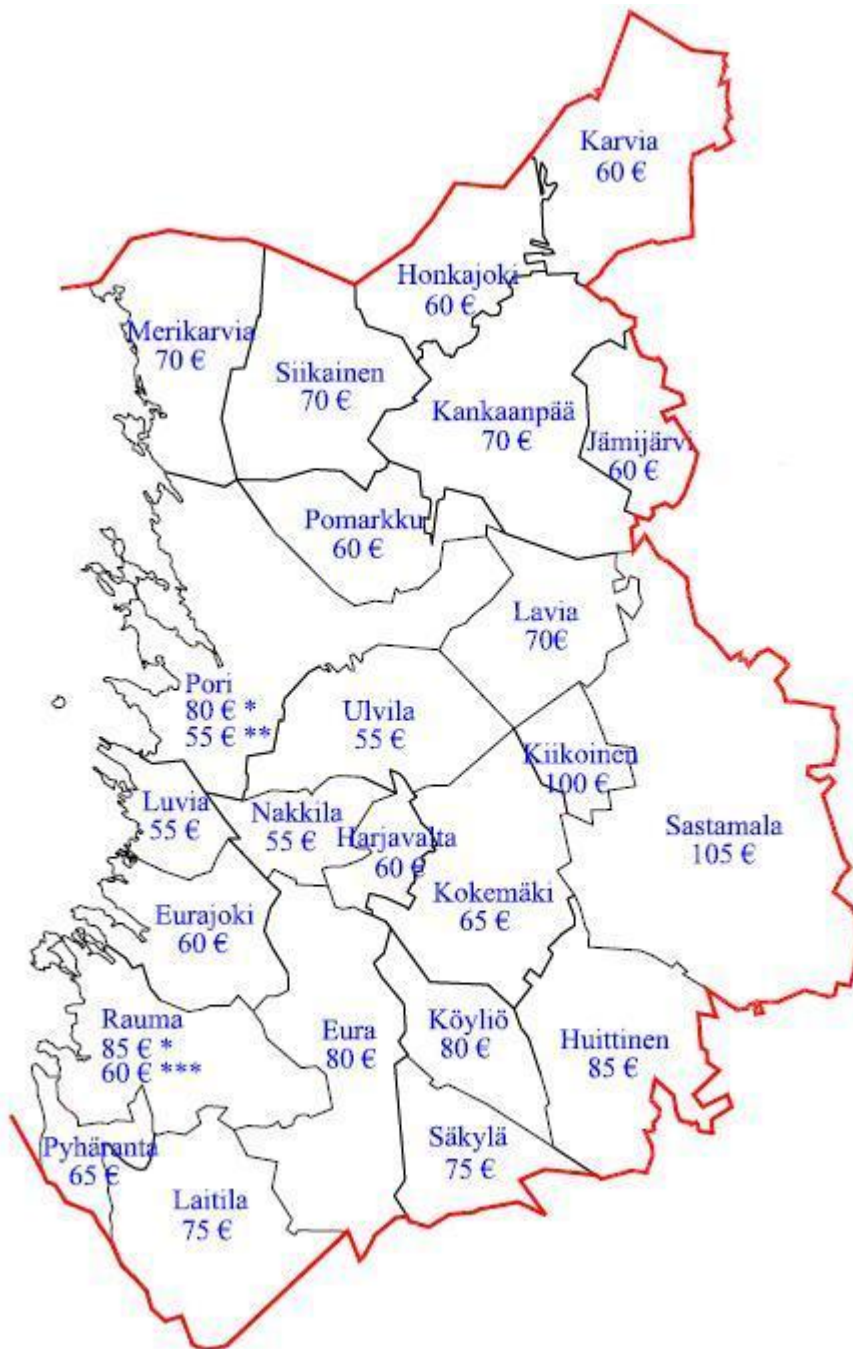 Karvia
60 €
Honkajoki
60 €
Merikarvia
70 €
Siikainen
70 €
Kankaanpää
70 €
Jämijärvi
60 €
Pomarkku
60 €
Lavia
70€
Pori
80 € *
55 € **
Ulvila
55 €
Kiikoinen
100 €
Luvia
55 €
Nakkila
55 €
Harjavalta
60 €
Sastamala
105 €
Kokemäki
65 €
Eurajoki
60 €
Rauma
85 € *
60 € ***
Eura
80 €
Köyliö
80 €
Huittinen
85 €
Pyhäranta
65 €
Säkylä
75 €
Laitila
75 €